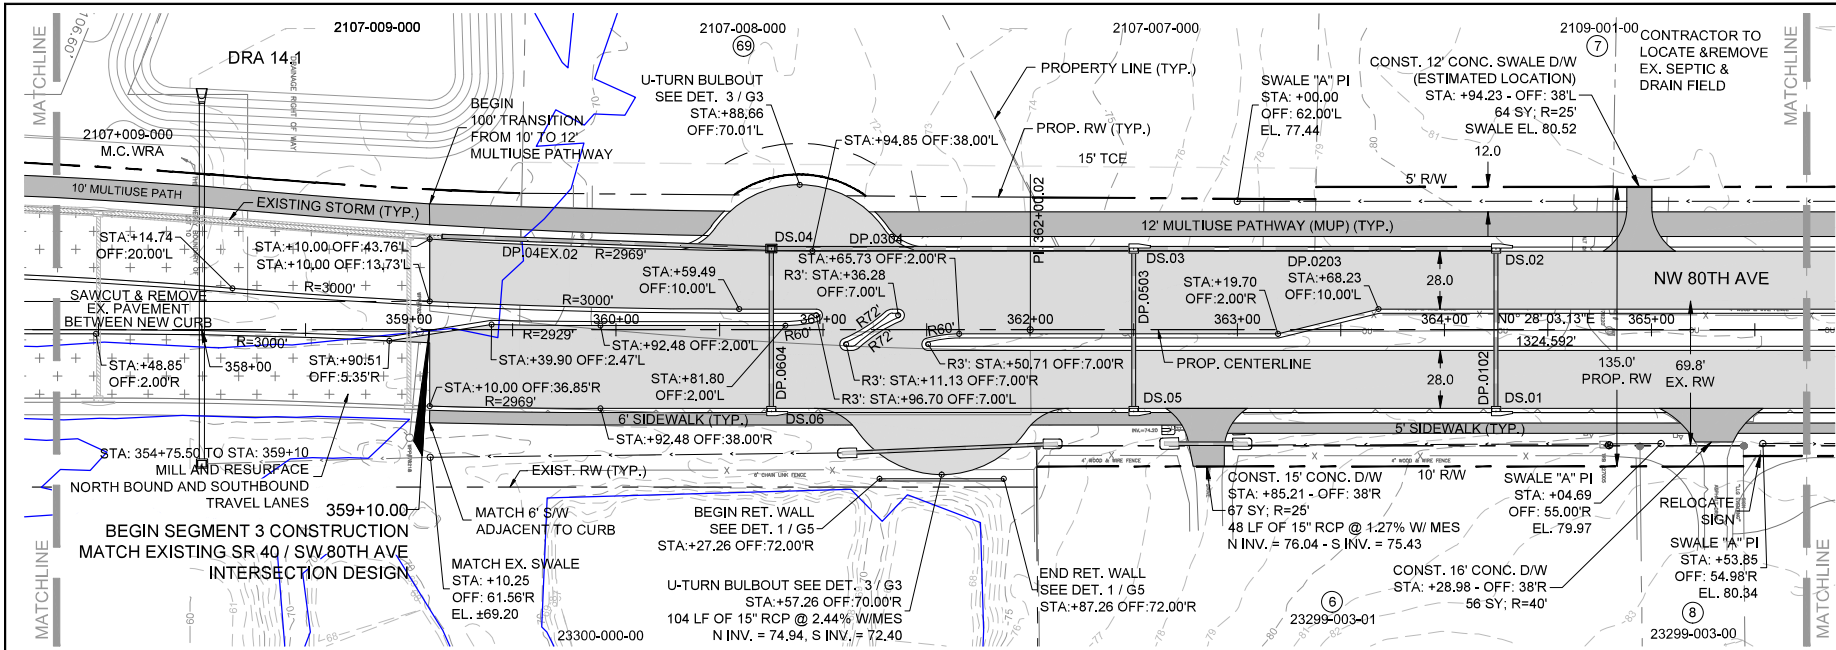 2107-009-000
2107-008-000
69
2107-007-000
2109-001-00
7
MATCHLINE
MATCHLINE
MATCHLINE
MATCHLINE
DRA 14.1
DRAINAGE RIGHT OF WAY
2107+009-000
M.C. WRA
BEGIN
100' TRANSITION
FROM 10' TO 12'
MULTIUSE PATHWAY
U-TURN BULBOUT
SEE DET. 3 / G3
STA:+88.66
OFF:70.01'L
PROPERTY LINE (TYP.)
PROP. RW (TYP.)
15' TCE
STA:+94.85 OFF:38.00'L
SWALE "A" PI
STA: +00.00
OFF: 62.00'L
EL. 77.44
CONST. 12' CONC. SWALE D/W
(ESTIMATED LOCATION)
STA: +94.23 - OFF: 38'L
64 SY; R=25'
SWALE EL. 80.52
CONTRACTOR TO
LOCATE &REMOVE
EX. SEPTIC &
DRAIN FIELD
12.0
5' R/W
10' MULTIUSE PATH
EXISTING STORM (TYP.)
12' MULTIUSE PATHWAY (MUP) (TYP.)
PI 362+00.02
STA:+14.74
OFF:20.00'L
STA:+10.00 OFF:43.76'L
STA:+10.00 OFF:13.73'L
DP.04EX.02
R=2969'
DS.04
DP.0304
DS.03
DP.0203
DS.02
STA:+65.73 OFF:2.00'R
R3': STA:+36.28
OFF:7.00'L
STA:+59.49
OFF:10.00'L
STA:+19.70
OFF:2.00'R
STA:+68.23
OFF:10.00'L
28.0
NW 80TH AVE
SAWCUT & REMOVE
EX. PAVEMENT
BETWEEN NEW CURB
R=3000'
R=3000'
R=3000'
R=2929'
358+00
359+00
360+00
361+00
362+00
363+00
364+00
365+00
N0° 28' 03.13"E
1324.592'
R72'
R72'
R60'
R60'
STA:+48.85
OFF:2.00'R
STA:+90.51
OFF:5.35'R
STA:+39.90 OFF:2.47'L
STA:+92.48 OFF:2.00'L
STA:+81.80
OFF:2.00'L
DP.0604
DP.0503
DP.0102
PROP. CENTERLINE
R3': STA:+50.71 OFF:7.00'R
R3': STA:+11.13 OFF:7.00'R
R3': STA:+96.70 OFF:7.00'L
28.0
135.0'
PROP. RW
69.8'
EX. RW
STA:+10.00 OFF:36.85'R
R=2969'
6' SIDEWALK (TYP.)
DS.06
DS.05
DS.01
5' SIDEWALK (TYP.)
STA:+92.48 OFF:38.00'R
STA: 354+75.50 TO STA: 359+10
MILL AND RESURFACE
NORTH BOUND AND SOUTHBOUND
TRAVEL LANES
EXIST. RW (TYP.)
6' CHAIN LINK FENCE
4' WOOD & WIRE FENCE
4' WOOD & WIRE FENCE
10' R/W
359+10.00
BEGIN SEGMENT 3 CONSTRUCTION
MATCH EXISTING SR 40 / SW 80TH AVE
INTERSECTION DESIGN
MATCH 6' S/W
ADJACENT TO CURB
MATCH EX. SWALE
STA: +10.25
OFF: 61.56'R
EL. ±69.20
BEGIN RET. WALL
SEE DET. 1 / G5
STA:+27.26 OFF:72.00'R
U-TURN BULBOUT SEE DET. 3 / G3
STA:+57.26 OFF:70.00'R
104 LF OF 15" RCP @ 2.44% W/MES
N INV. = 74.94, S INV. = 72.40
END RET. WALL
SEE DET. 1 / G5
STA:+87.26 OFF:72.00'R
CONST. 15' CONC. D/W
STA: +85.21 - OFF: 38'R
67 SY; R=25'
48 LF OF 15" RCP @ 1.27% W/ MES
N INV. = 76.04 - S INV. = 75.43
SWALE "A" PI
STA: +04.69
OFF: 55.00'R
EL. 79.97
RELOCATE
SIGN
SWALE "A" PI
STA: +53.85
OFF: 54.98'R
EL. 80.34
CONST. 16' CONC. D/W
STA: +28.98 - OFF: 38'R
56 SY; R=40'
23300-000-00
6
23299-003-01
8
23299-003-00